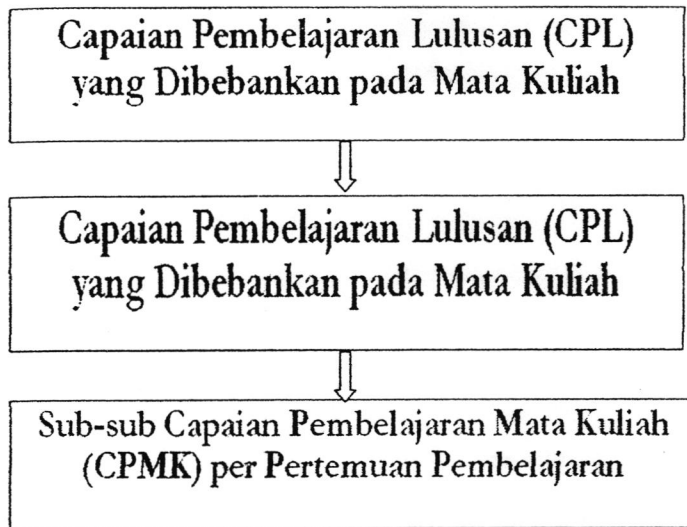 Capaian Pembelajaran Lulusan (CPL)
yang Dibebankan pada Mata Kuliah
Capaian Pembelajaran Lulusan (CPL)
yang Dibebankan pada Mata Kuliah
Sub-sub Capaian Pembelajaran Mata Kuliah
(CPMK) per Pertemuan Pembelajaran